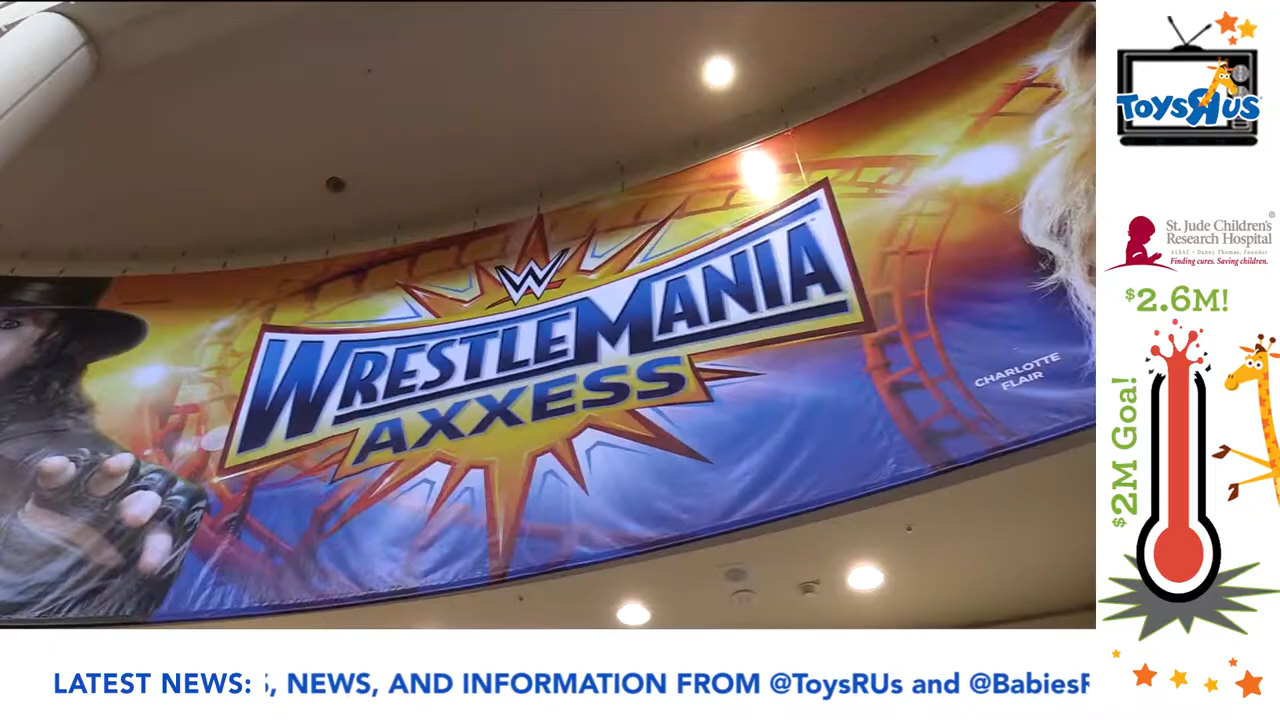 W
WRESTLEMANIA
AXXESS
CHARLOTTE
FLAIR
TOYSЯUS
St. Jude Children's
Research Hospital
ALSAC • Danny Thomas, Founder
Finding cures. Saving children.
$2.6M!
$2M Goal!
LATEST NEWS: , NEWS, AND INFORMATION FROM @ToysRUs and @Babies